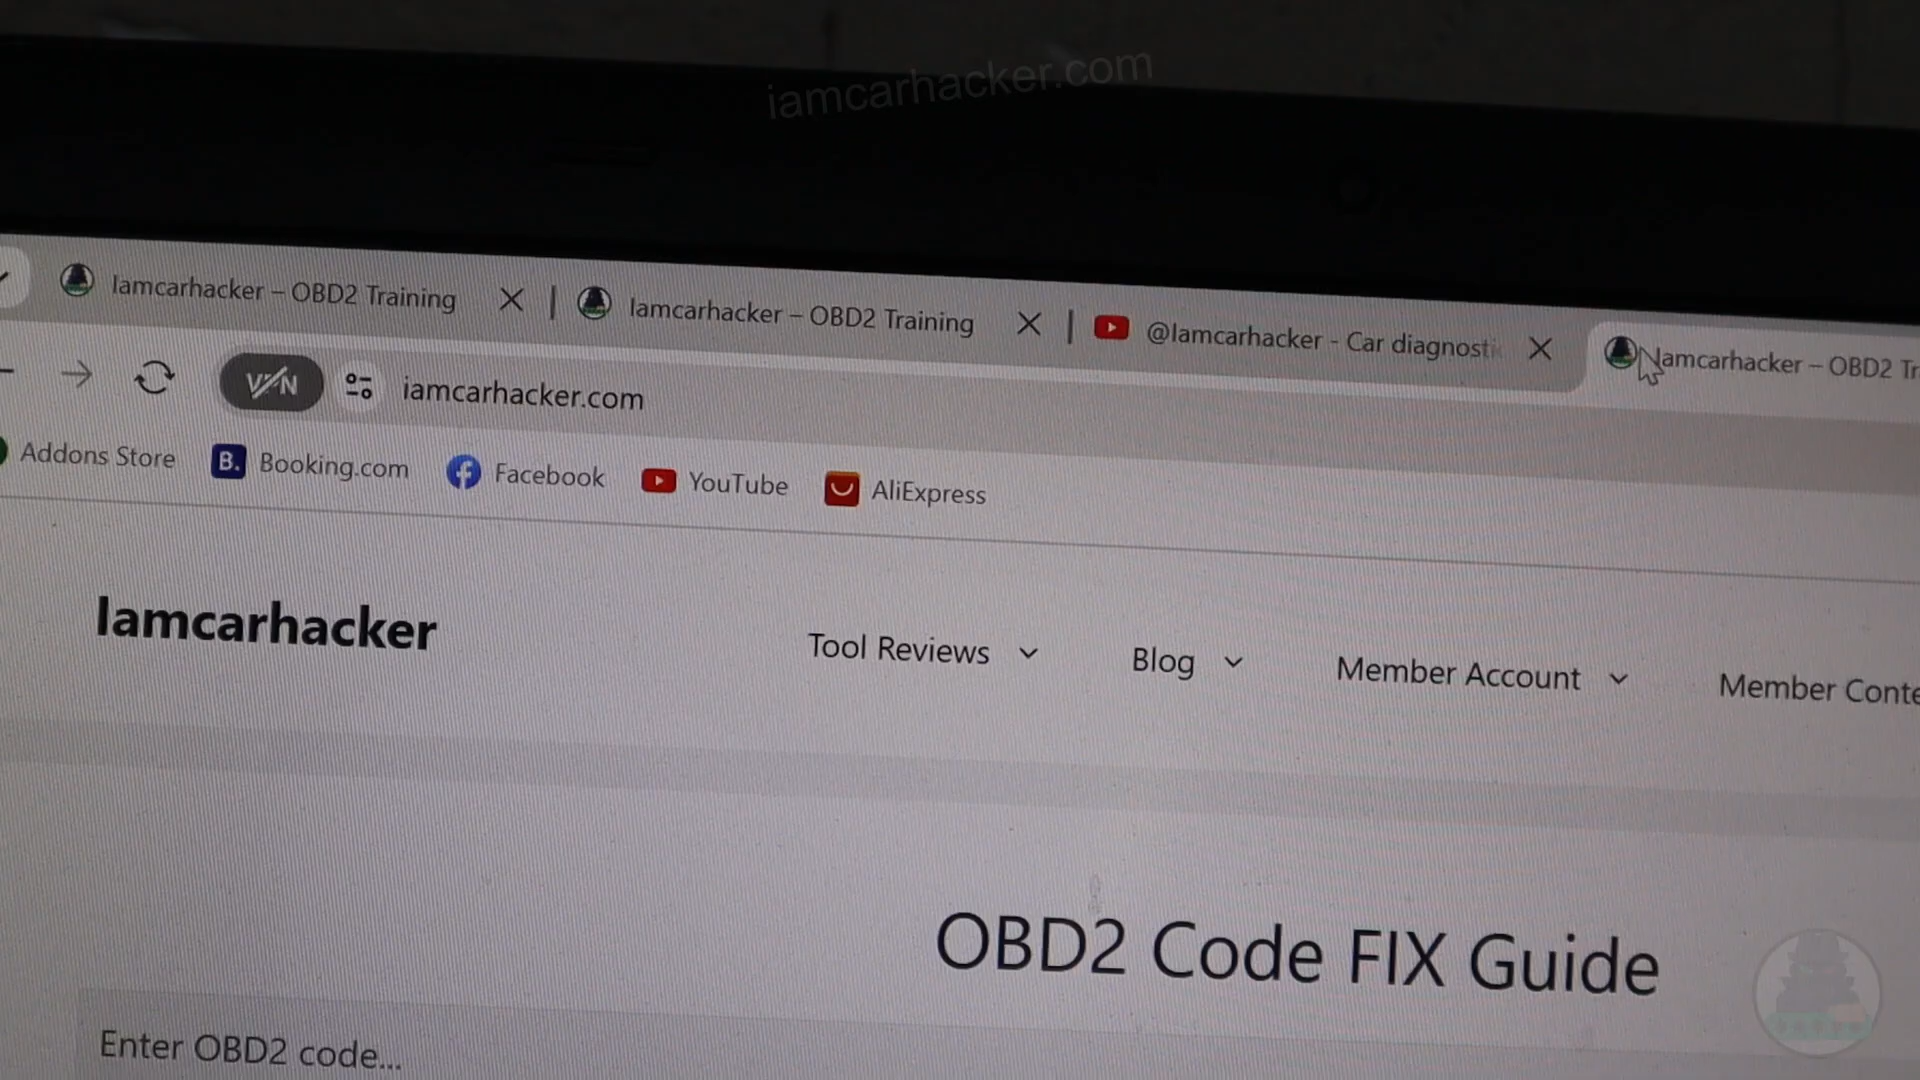 iamcarhacker.com
Iamcarhacker – OBD2 Training
Iamcarhacker – OBD2 Training
@Iamcarhacker - Car diagnostic
Iamcarhacker – OBD2 Tr
VPN
iamcarhacker.com
Addons Store
B. Booking.com
Facebook
YouTube
AliExpress
Iamcarhacker
Tool Reviews
Blog
Member Account
Member Conte
OBD2 Code FIX Guide
Enter OBD2 code...